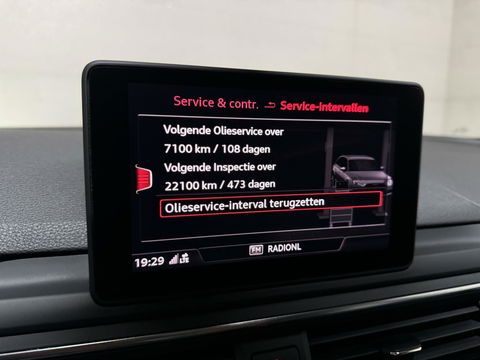 Service & contr. Service-intervallen
Volgende Olieservice over
7100 km / 108 dagen
Volgende Inspectie over
22100 km / 473 dagen
Olieservice-interval terugzetten
FM RADIONL
19:29 LTE